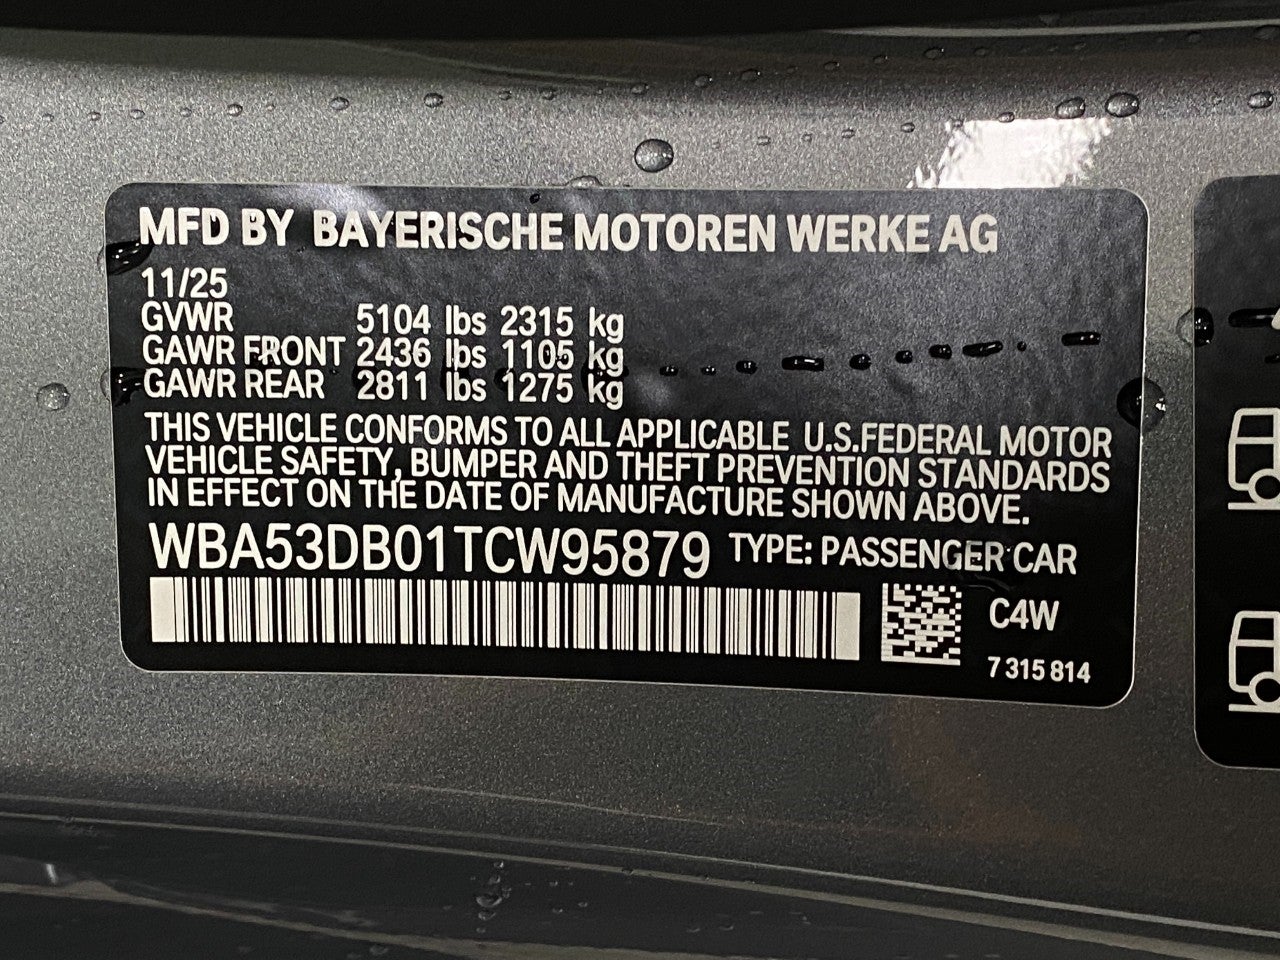 MFD BY BAYERISCHE MOTOREN WERKE AG
11/25
GVWR 5104 lbs 2315 kg
GAWR FRONT 2436 lbs 1105 kg
GAWR REAR 2811 lbs 1275 kg
THIS VEHICLE CONFORMS TO ALL APPLICABLE U.S.FEDERAL MOTOR
VEHICLE SAFETY, BUMPER AND THEFT PREVENTION STANDARDS
IN EFFECT ON THE DATE OF MANUFACTURE SHOWN ABOVE.
WBA53DB01TCW95879 TYPE: PASSENGER CAR
C4W
7 315 814